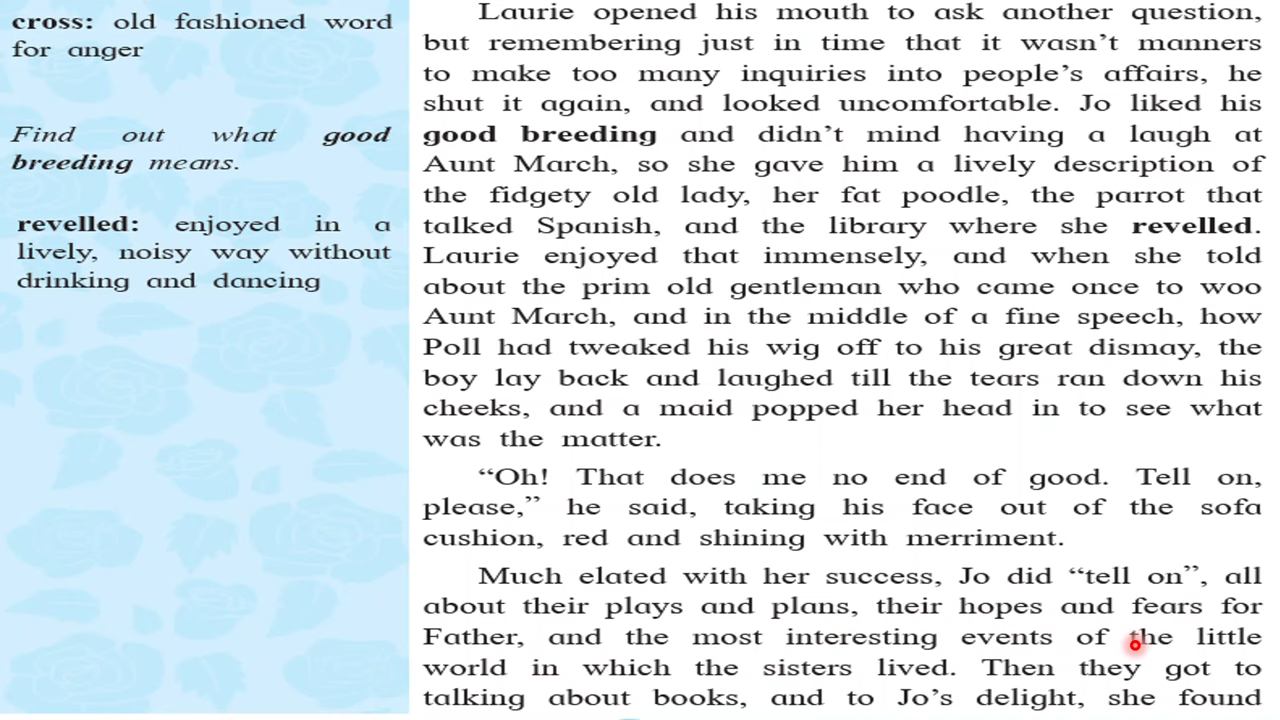 cross: old fashioned word
for anger
Find out what good
breeding means.
revelled: enjoyed in a
lively, noisy way without
drinking and dancing
Laurie opened his mouth to ask another question,
but remembering just in time that it wasn't manners
to make too many inquiries into people's affairs, he
shut it again, and looked uncomfortable. Jo liked his
good breeding and didn't mind having a laugh at
Aunt March, so she gave him a lively description of
the fidgety old lady, her fat poodle, the parrot that
talked Spanish, and the library where she revelled.
Laurie enjoyed that immensely, and when she told
about the prim old gentleman who came once to woo
Aunt March, and in the middle of a fine speech, how
Poll had tweaked his wig off to his great dismay, the
boy lay back and laughed till the tears ran down his
cheeks, and a maid popped her head in to see what
was the matter.
“Oh! That does me no end of good. Tell on,
please,” he said, taking his face out of the sofa
cushion, red and shining with merriment.
Much elated with her success, Jo did “tell on”, all
about their plays and plans, their hopes and fears for
Father, and the most interesting events of the little
world in which the sisters lived. Then they got to
talking about books, and to Jo's delight, she found